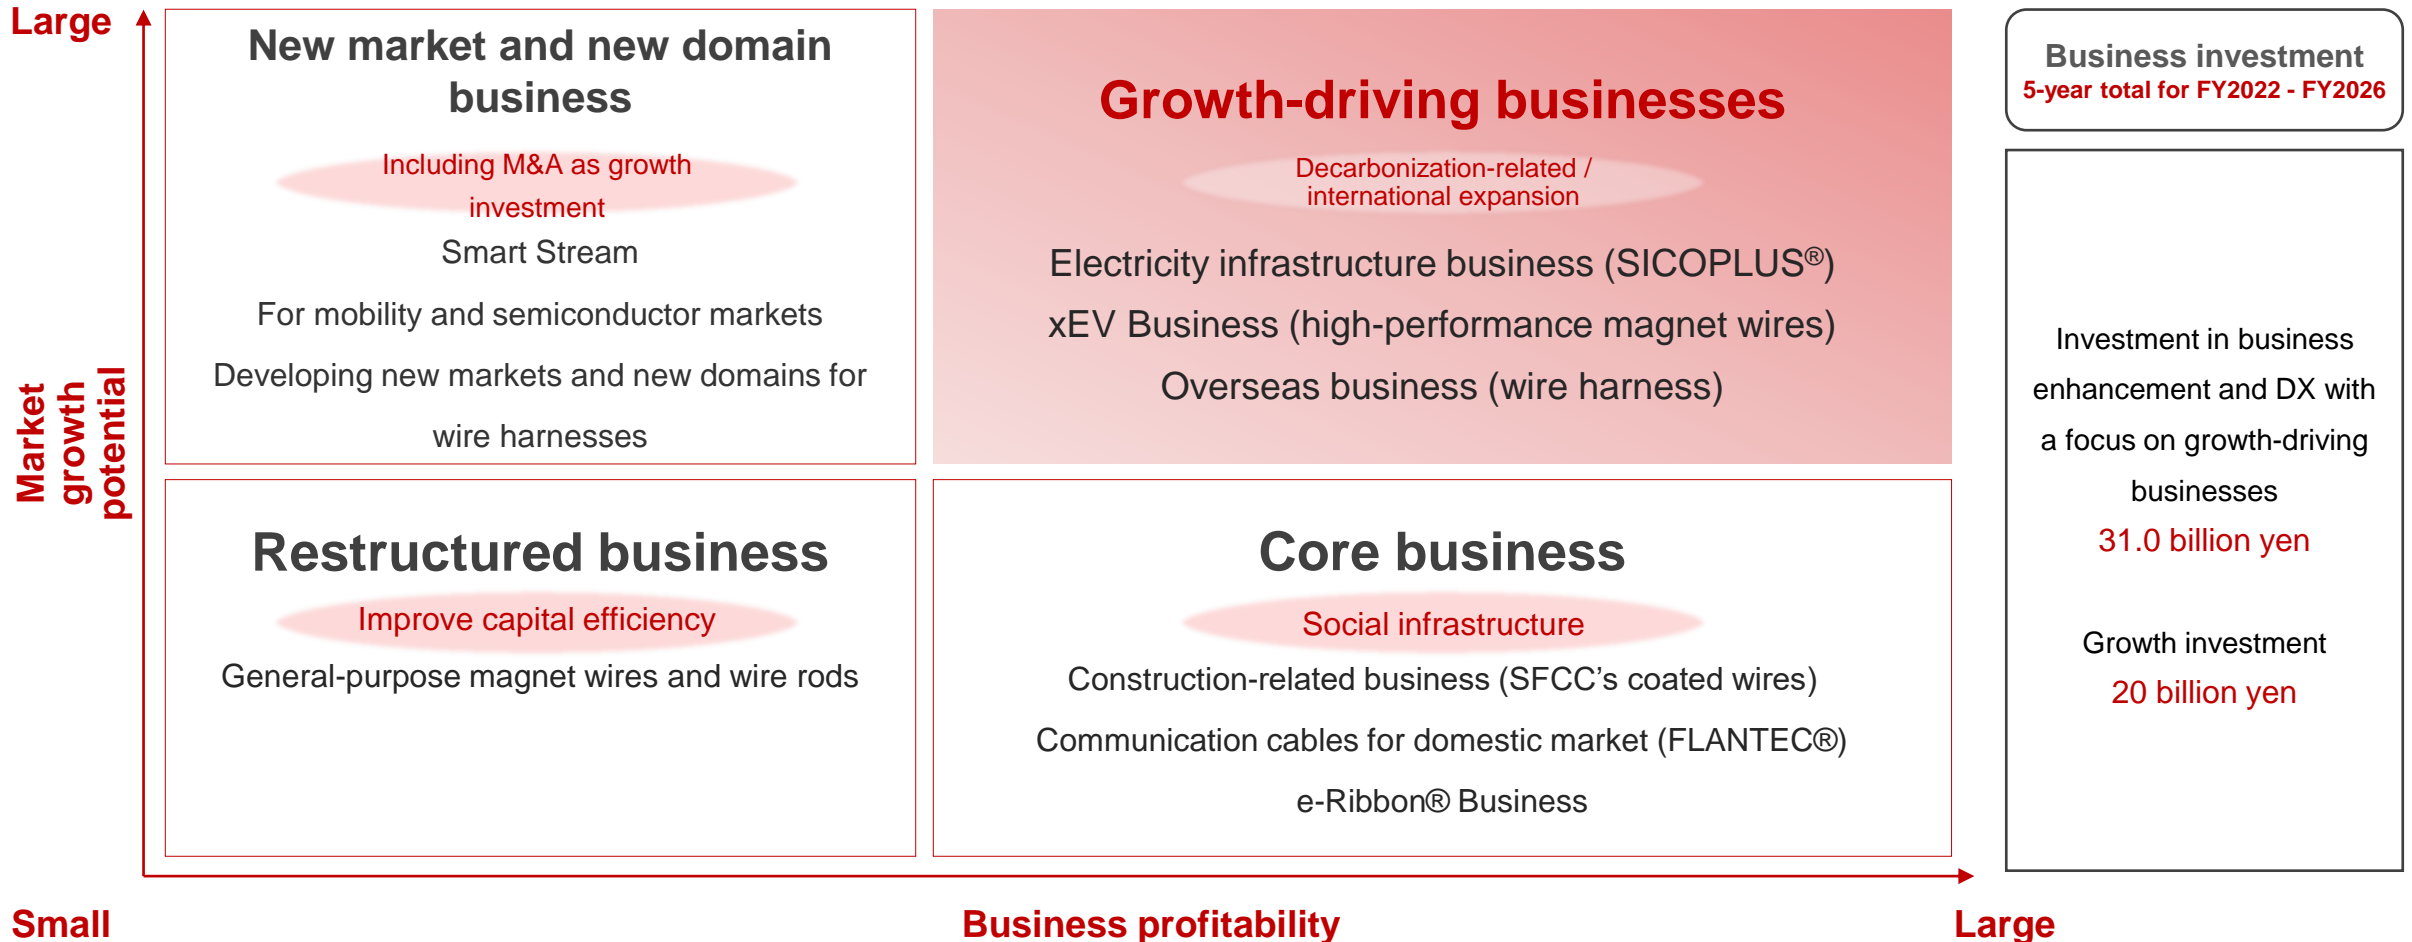 Large
New market and new domain
business
Including M&A as growth
investment
Smart Stream
For mobility and semiconductor markets
Developing new markets and new domains for
wire harnesses
Growth-driving businesses
Decarbonization-related /
international expansion
Electricity infrastructure business (SICOPLUS®)
xEV Business (high-performance magnet wires)
Overseas business (wire harness)
Business investment
5-year total for FY2022 - FY2026
Investment in business
enhancement and DX with
a focus on growth-driving
businesses
31.0 billion yen
Growth investment
20 billion yen
Market
growth
potential
Restructured business
Improve capital efficiency
General-purpose magnet wires and wire rods
Core business
Social infrastructure
Construction-related business (SFCC’s coated wires)
Communication cables for domestic market (FLANTEC®)
e-Ribbon® Business
Small
Business profitability
Large